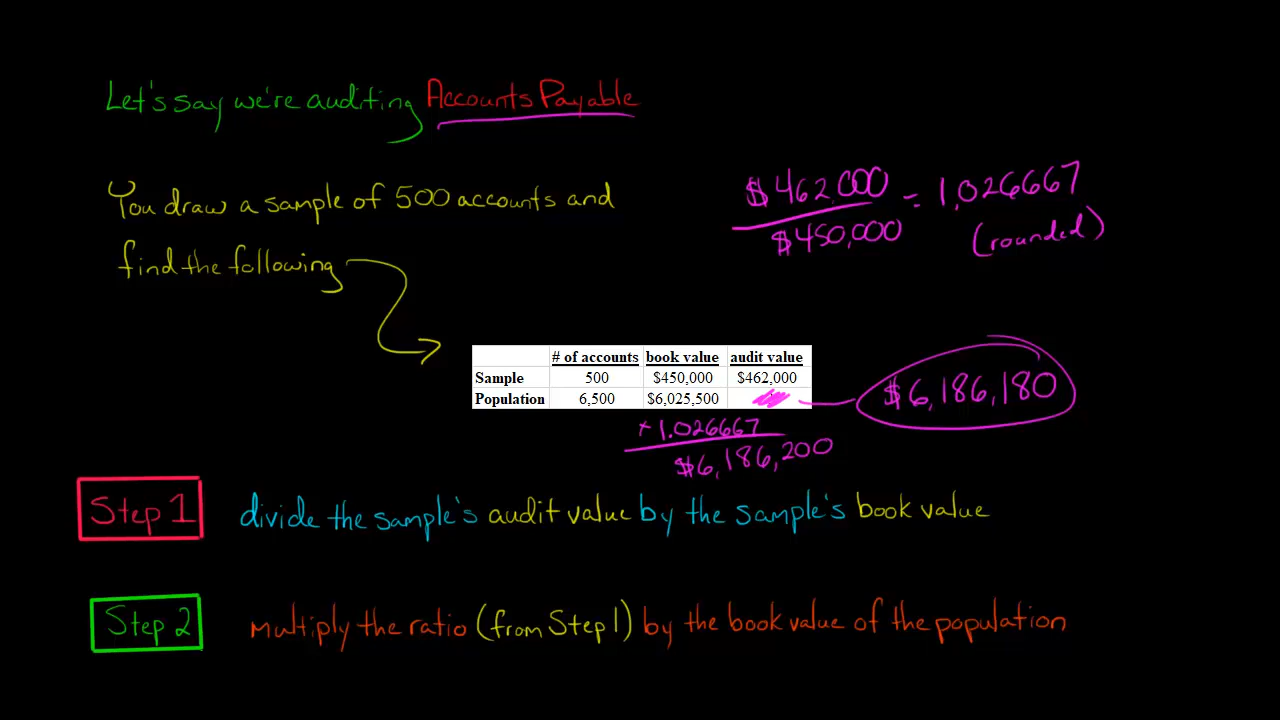 Let's say we're auditing Accounts Payable
You draw a sample of 500 accounts and
find the following
$462,000 = 1.026667
$450,000 (rounded)
# of accounts book value audit value
Sample 500 $450,000 $462,000
Population 6,500 $6,025,500
$6,186,180
× 1.026667
$6,186,200
Step 1 divide the sample's audit value by the sample's book value
Step 2 multiply the ratio (from Step 1) by the book value of the population